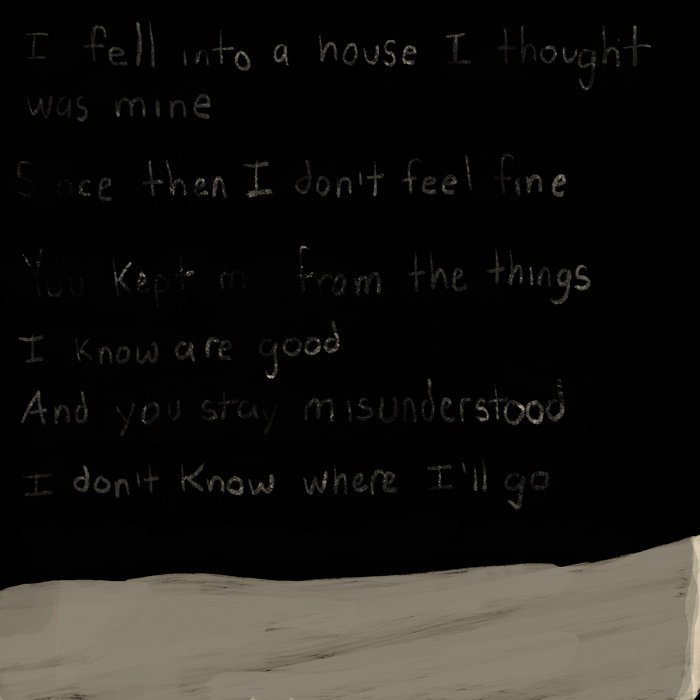 I fell into a house I thought
was mine
Since then I don't feel fine
You kept me from the things
I know are good
And you stay misunderstood
I don't know where I'll go